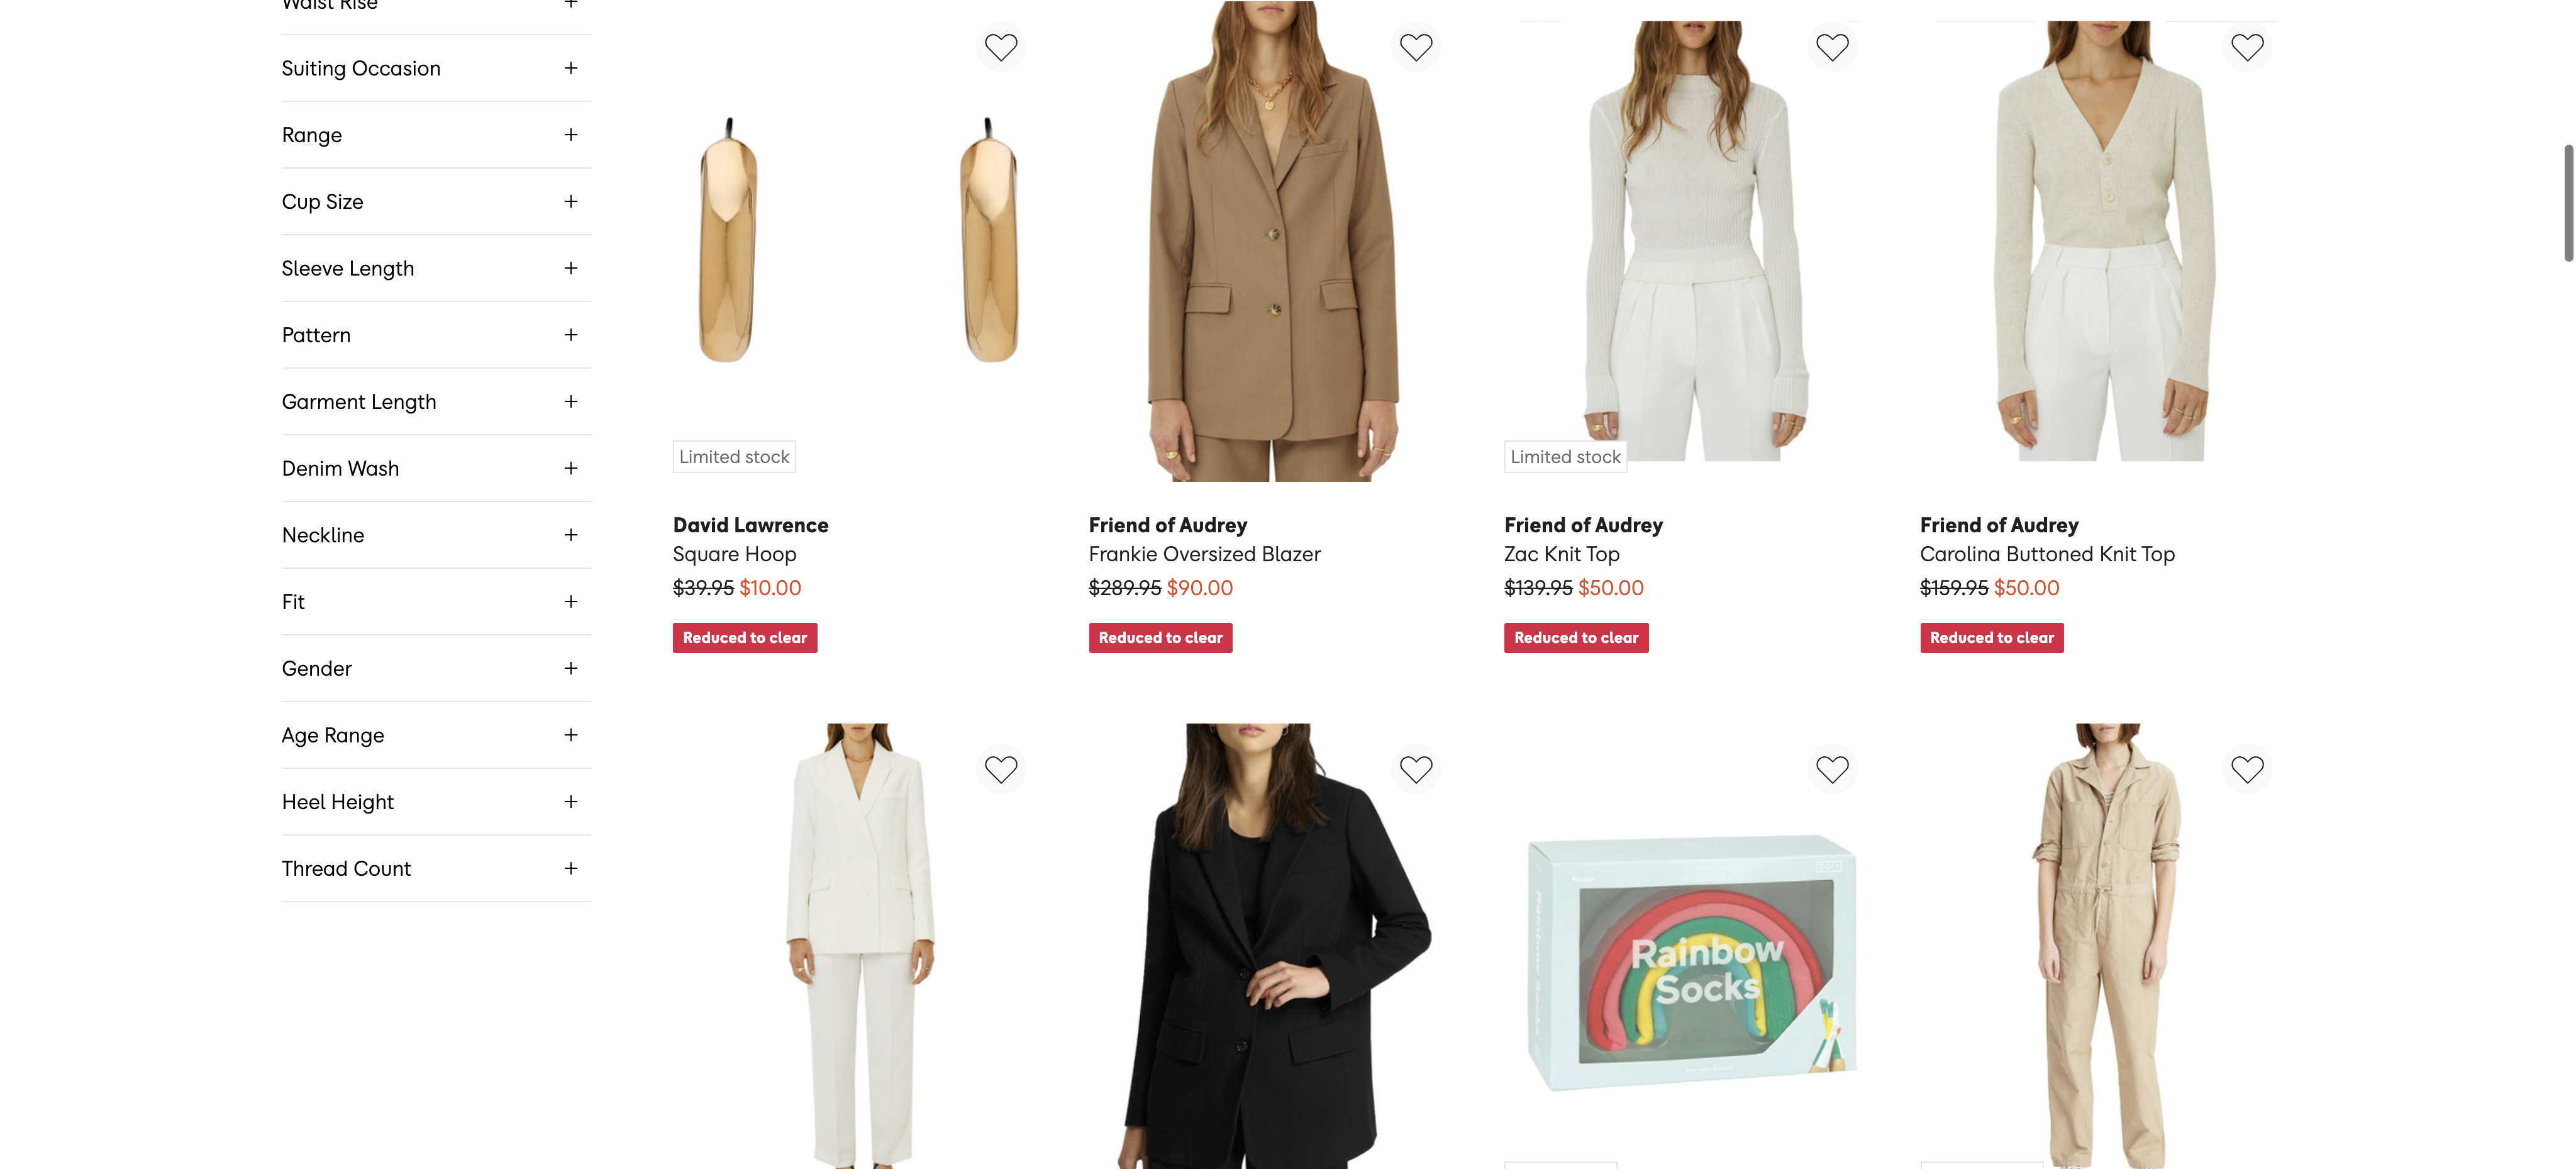 Waist Rise
Suiting Occasion
Range
Cup Size
Sleeve Length
Pattern
Garment Length
Denim Wash
Neckline
Fit
Gender
Age Range
Heel Height
Thread Count
Limited stock
David Lawrence
Square Hoop
$39.95 $10.00
Reduced to clear
Friend of Audrey
Frankie Oversized Blazer
$289.95 $90.00
Reduced to clear
Limited stock
Friend of Audrey
Zac Knit Top
$139.95 $50.00
Reduced to clear
Friend of Audrey
Carolina Buttoned Knit Top
$159.95 $50.00
Reduced to clear
Rainbow
Socks